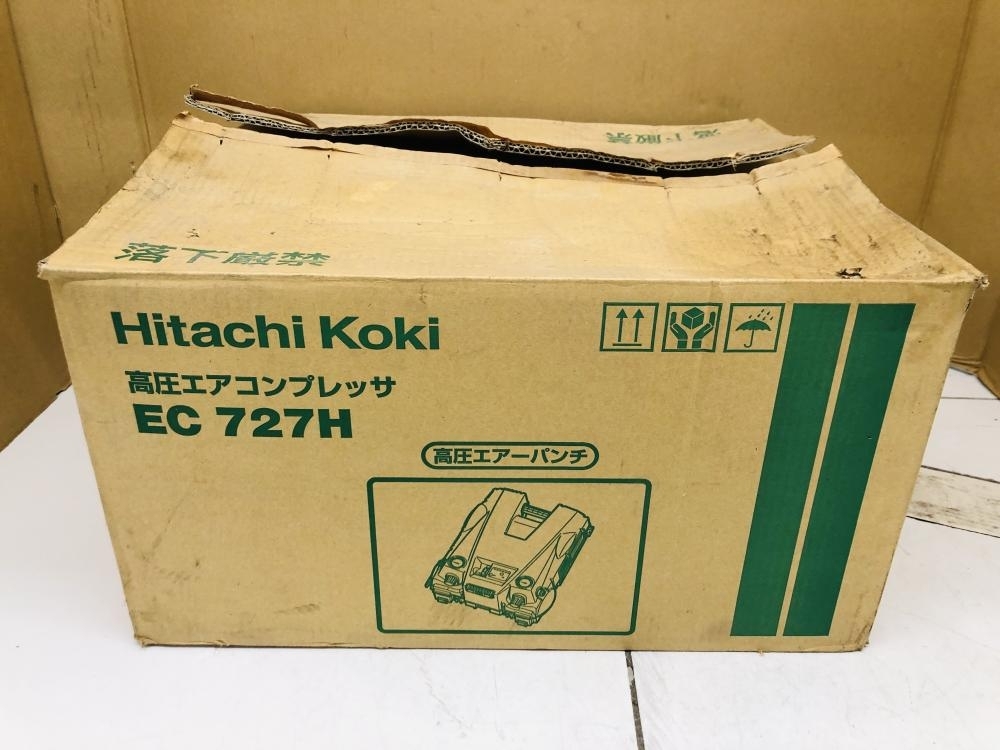 落下厳禁
Hitachi Koki
高圧エアコンプレッサ
EC 727H
高圧エアーパンチ